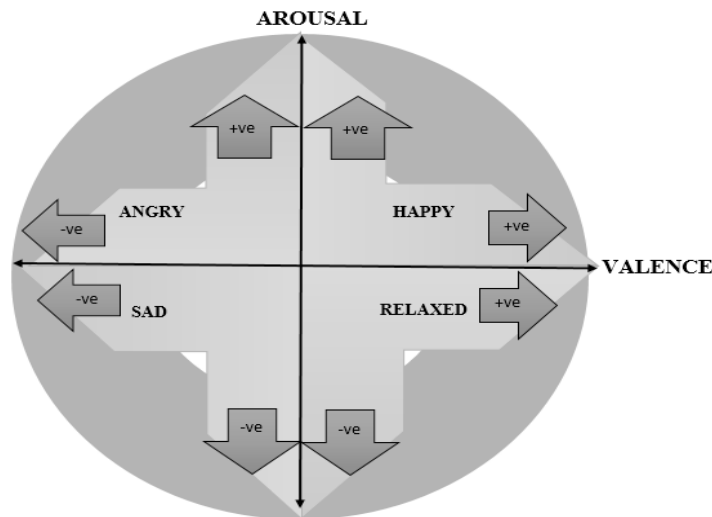 AROUSAL
+ve +ve
ANGRY HAPPY
-ve +ve
VALENCE
-ve +ve
SAD RELAXED
-ve -ve